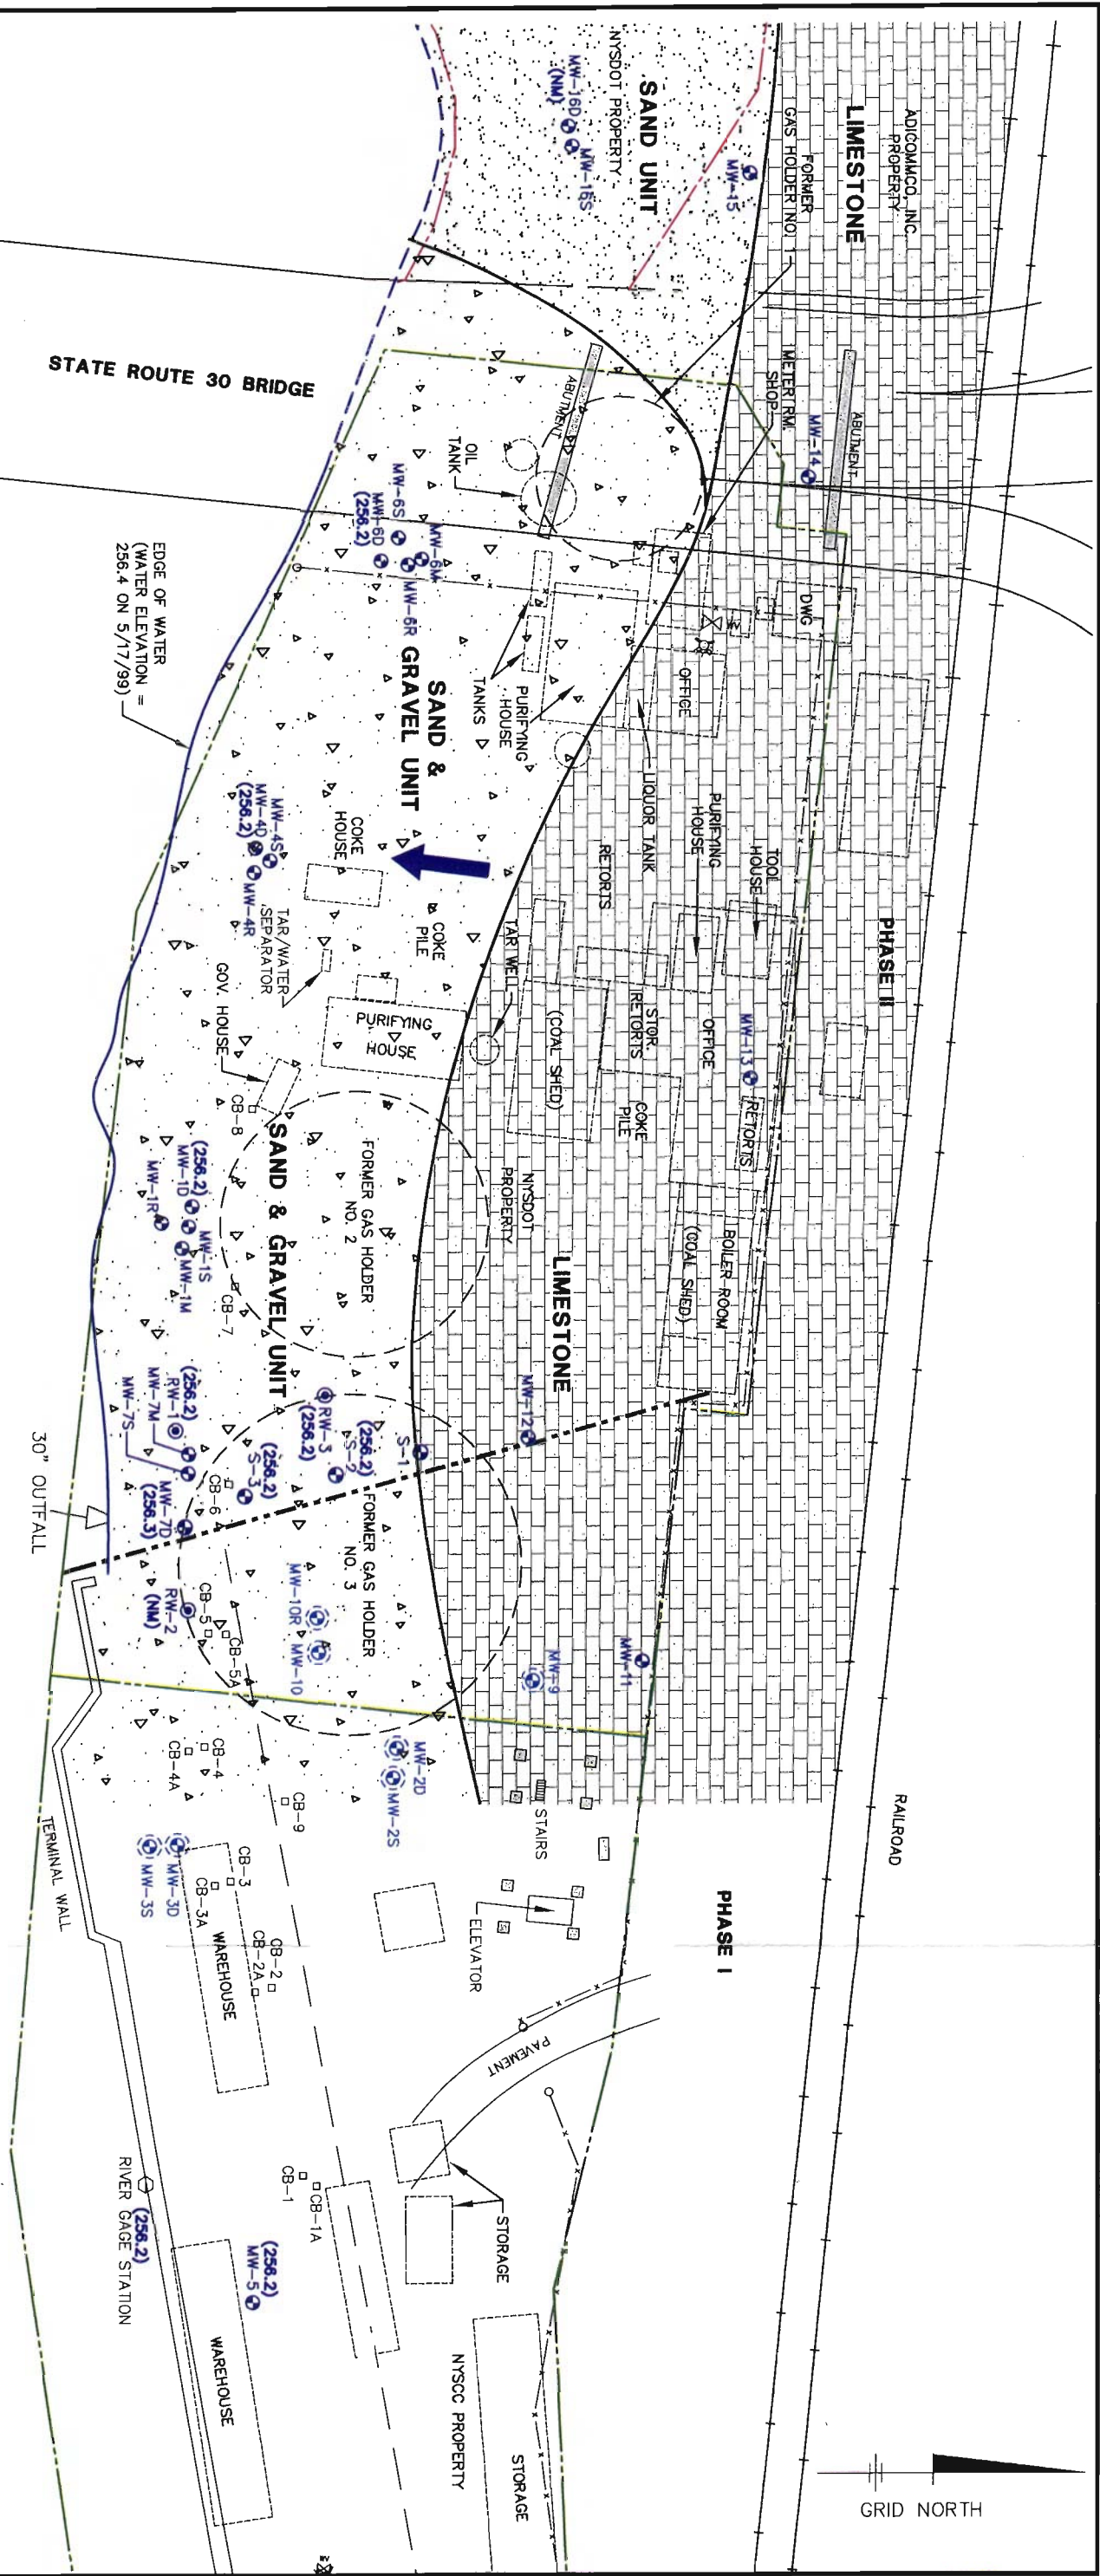 ADICOMMCO, INC.
PROPERTY
LIMESTONE
FORMER
GAS HOLDER NO. 1
SAND UNIT
NYSDOT PROPERTY
MW-15
MW-16S
MW-16D
(NM)
STATE ROUTE 30 BRIDGE
ABUTMENT
MW-14
METER RM.
SHOP
ABUTMENT
OIL
TANK
MW-6S
MW-6M
MW-6D
(256.2)
MW-6R
SAND &
GRAVEL UNIT
DWG
OFFICE
TANKS
PURIFYING
HOUSE
LIQUOR TANK
PURIFYING
HOUSE
TOOL
HOUSE
RETORTS
PHASE II
EDGE OF WATER
(WATER ELEVATION =
256.4 ON 5/17/99)
MW-4S
MW-4D
(256.2)
MW-4R
COKE
HOUSE
COKE
PILE
TAR WELL
TAR/WATER
SEPARATOR
GOV. HOUSE
PURIFYING
HOUSE
(COAL SHED)
STOR.
RETORTS
OFFICE
MW-13
RETORTS
COKE
PILE
NYSDOT
PROPERTY
BOILER ROOM
(COAL SHED)
CB-8
SAND & GRAVEL UNIT
FORMER GAS HOLDER
NO. 2
LIMESTONE
(256.2)
MW-1D
MW-1S
MW-1R
MW-1M
CB-7
MW-12
(256.2)
RW-1
MW-7M
MW-7S
MW-7D
(256.3)
RW-3
(256.2)
S-1
(256.2)
S-2
(256.2)
S-3
CB-6
FORMER GAS HOLDER
NO. 3
30" OUTFALL
RW-2
(NM)
CB-5
CB-5A
MW-10R
MW-10
MW-9
MW-11
MW-2D
MW-2S
CB-4
CB-4A
CB-9
STAIRS
RAILROAD
MW-3D
MW-3S
CB-3
CB-3A
CB-2
CB-2A
WAREHOUSE
TERMINAL WALL
ELEVATOR
PHASE I
PAVEMENT
CB-1
CB-1A
STORAGE
RIVER GAGE STATION
(256.2)
(256.2)
MW-5
WAREHOUSE
NYSCC PROPERTY
STORAGE
GRID NORTH